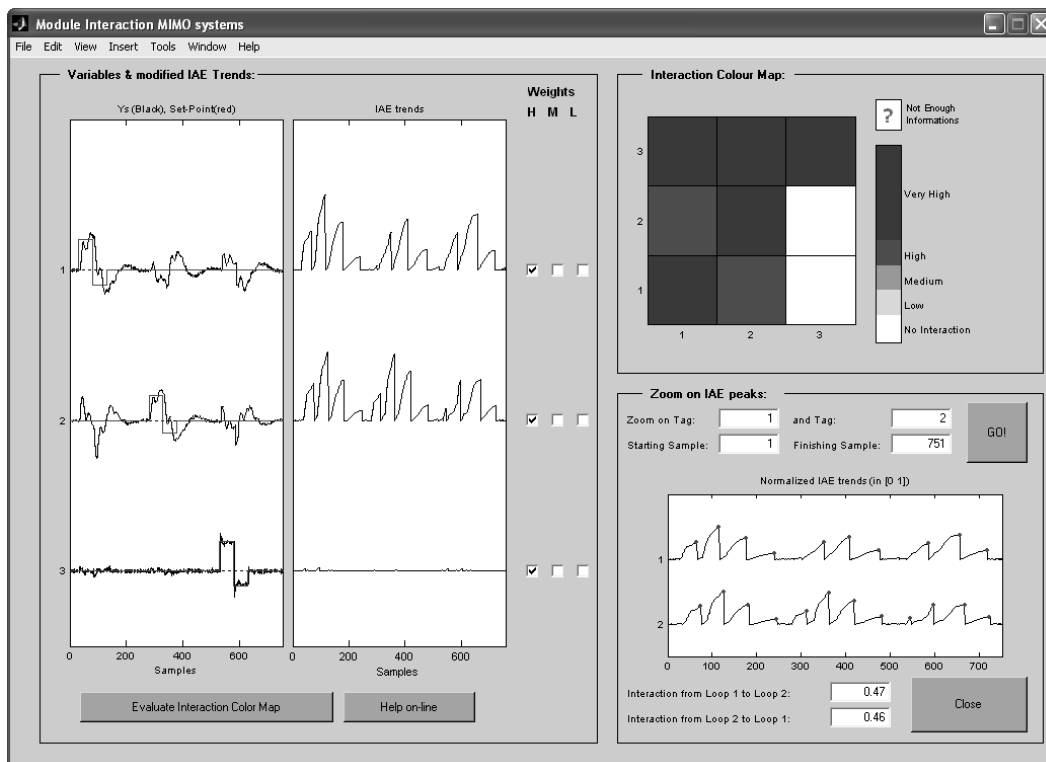 Module Interaction MIMO systems
File Edit View Insert Tools Window Help
Variables & modified IAE Trends:
Ys (Black), Set-Point(red)
IAE trends
Weights
H M L
1
2
3
0 200 400 600
Samples
0 200 400 600
Samples
Evaluate Interaction Color Map
Help on-line
Interaction Colour Map:
3
2
1
1 2 3
?
Not Enough
Informations
Very High
High
Medium
Low
No Interaction
Zoom on IAE peaks:
Zoom on Tag: 1 and Tag: 2
Starting Sample: 1 Finishing Sample: 751
GO!
Normalized IAE trends (in [0 1])
1
2
0 100 200 300 400 500 600 700
Interaction from Loop 1 to Loop 2: 0.47
Interaction from Loop 2 to Loop 1: 0.46
Close